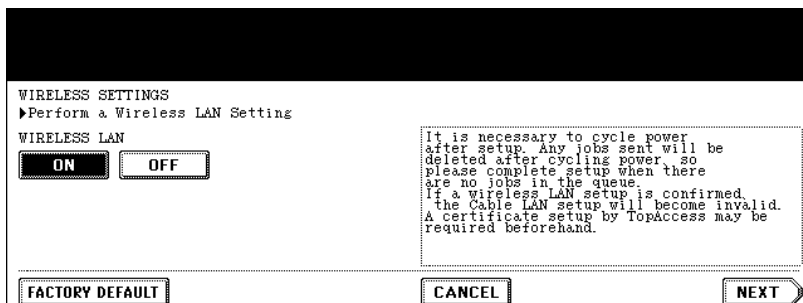 WIRELESS SETTINGS
▶Perform a Wireless LAN Setting
WIRELESS LAN
ON OFF
It is necessary to cycle power
after setup. Any jobs sent will be
deleted after cycling power, so
please complete setup when there
are no jobs in the queue.
If a wireless LAN setup is confirmed,
the Cable LAN setup will become invalid.
A certificate setup by TopAccess may be
required beforehand.
FACTORY DEFAULT CANCEL NEXT